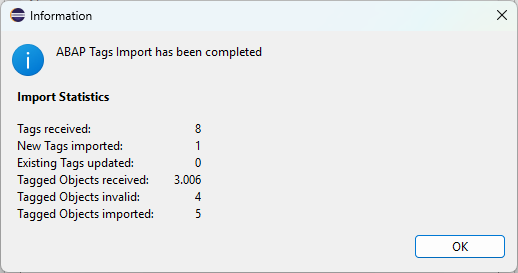 Information
ABAP Tags Import has been completed
Import Statistics
Tags received: 8
New Tags imported: 1
Existing Tags updated: 0
Tagged Objects received: 3.006
Tagged Objects invalid: 4
Tagged Objects imported: 5
OK